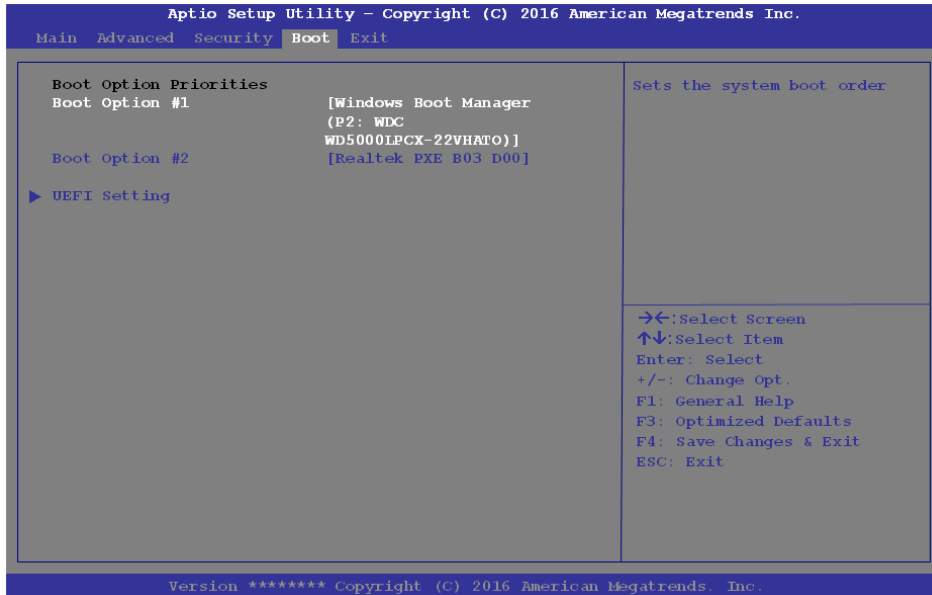 Aptio Setup Utility – Copyright (C) 2016 American Megatrends Inc.
Main Advanced Security Boot Exit
Boot Option Priorities
Boot Option #1 [Windows Boot Manager
(P2: WDC
WD5000LPCX-22VHATO)]
Boot Option #2 [Realtek PXE B03 D00]
▶ UEFI Setting
Sets the system boot order
→←:Select Screen
↑↓:Select Item
Enter: Select
+/-: Change Opt.
F1: General Help
F3: Optimized Defaults
F4: Save Changes & Exit
ESC: Exit
Version ******** Copyright (C) 2016 American Megatrends. Inc.